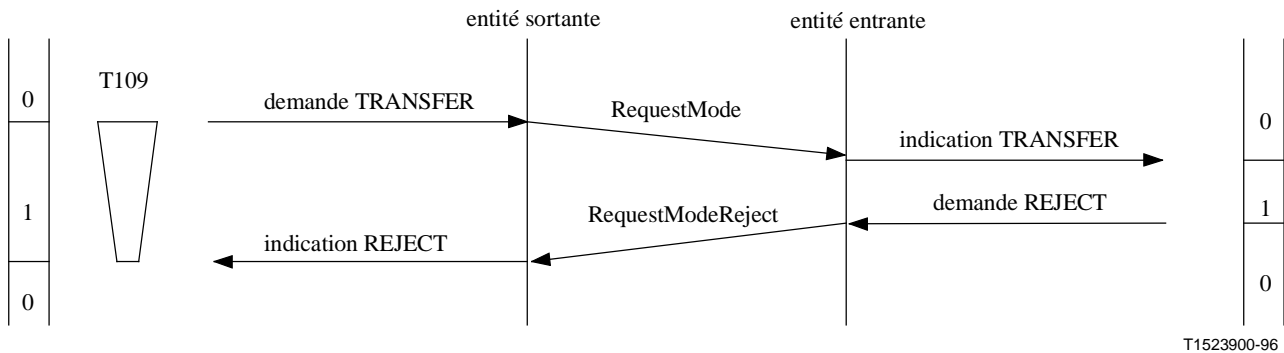 entité sortante
entité entrante
T109
0
demande TRANSFER
RequestMode
0
indication TRANSFER
1
RequestModeReject
demande REJECT
1
indication REJECT
0
0
T1523900-96